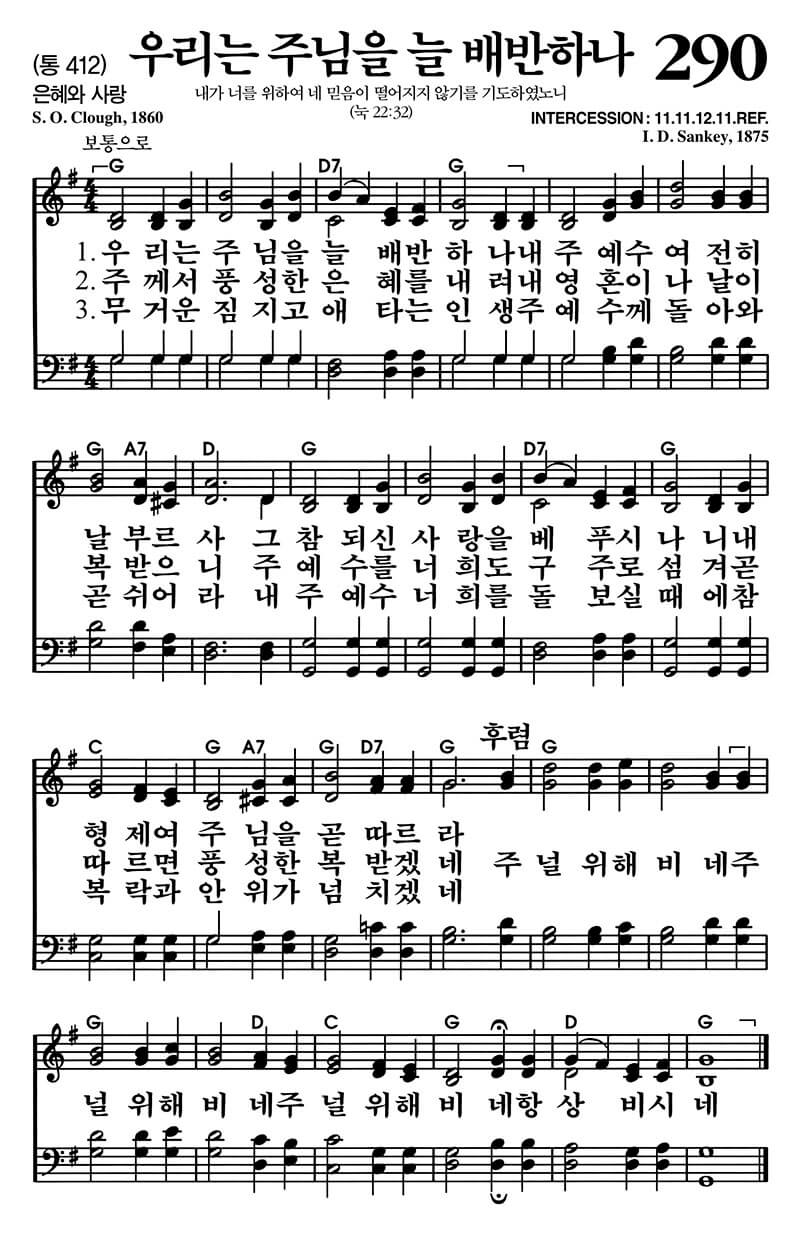 (통 412) 우리는 주님을 늘 배반하나 290
은혜와 사랑 내가 너를 위하여 네 믿음이 떨어지지 않기를 기도하였노니
S. O. Clough, 1860 (눅 22:32) INTERCESSION : 11.11.12.11.REF.
I. D. Sankey, 1875
보통으로
G D7 G
1. 우 리는 주 님을 늘 배반 하 나내 주 예수 여 전히
2. 주 께서 풍 성한 은 혜를 내 려내 영 혼이 나 날이
3. 무 거운 짐 지고 애 타는 인 생주 예 수께 돌 아와
G A7 D G D7 G
날 부르 사 그 참 되신 사 랑을 베 푸시 나 니내
복 받으 니 주 예 수를 너 희도 구 주로 섬 겨곧
곧 쉬어 라 내 주 예수 너 희를 돌 보실 때 에참
C G A7 G D7 G 후렴 G
형 제여 주 님을 곧 따르 라
따 르면 풍 성한 복 받겠 네 주 널 위해 비 네주
복 락과 안 위가 넘 치겠 네
G D C G D G
널 위해 비 네주 널 위해 비 네항 상 비시 네